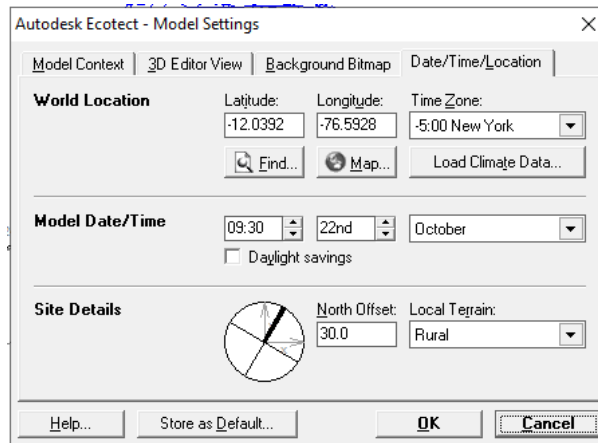 Autodesk Ecotect - Model Settings
Model Context 3D Editor View Background Bitmap Date/Time/Location
World Location Latitude: Longitude: Time Zone:
-12.0392 -76.5928 -5:00 New York
Find... Map... Load Climate Data...
Model Date/Time 09:30 22nd October
Daylight savings
Site Details North Offset: Local Terrain:
30.0 Rural
Help... Store as Default... OK Cancel